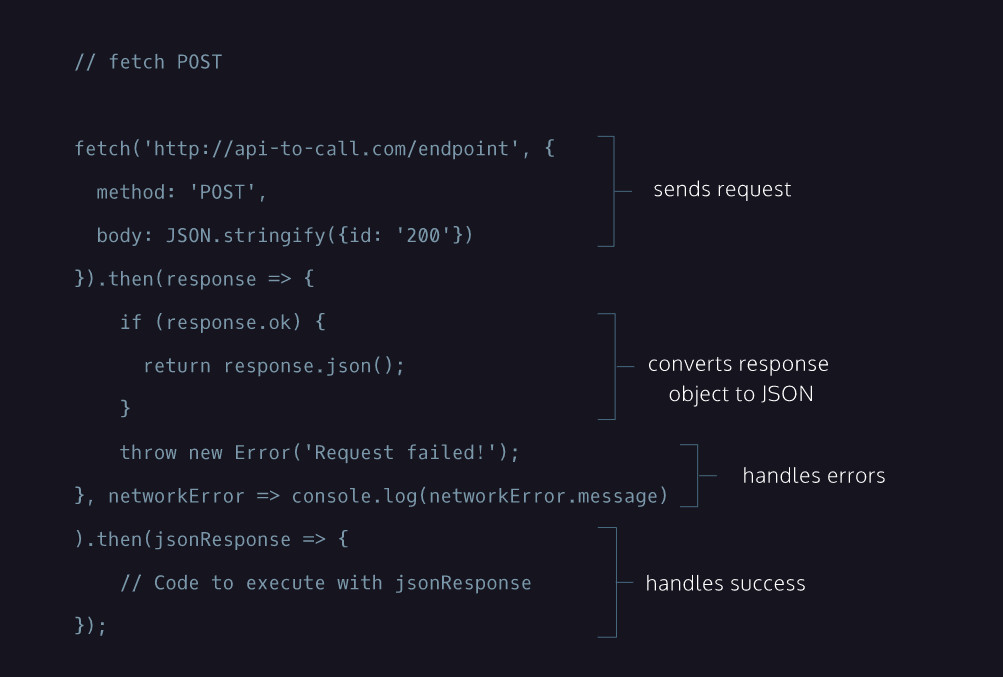 // fetch POST
fetch('http://api-to-call.com/endpoint', {
  method: 'POST',
  body: JSON.stringify({id: '200'})
sends request
}).then(response => {
    if (response.ok) {
      return response.json();
    }
converts response
object to JSON
    throw new Error('Request failed!');
}, networkError => console.log(networkError.message)
handles errors
).then(jsonResponse => {
    // Code to execute with jsonResponse
});
handles success